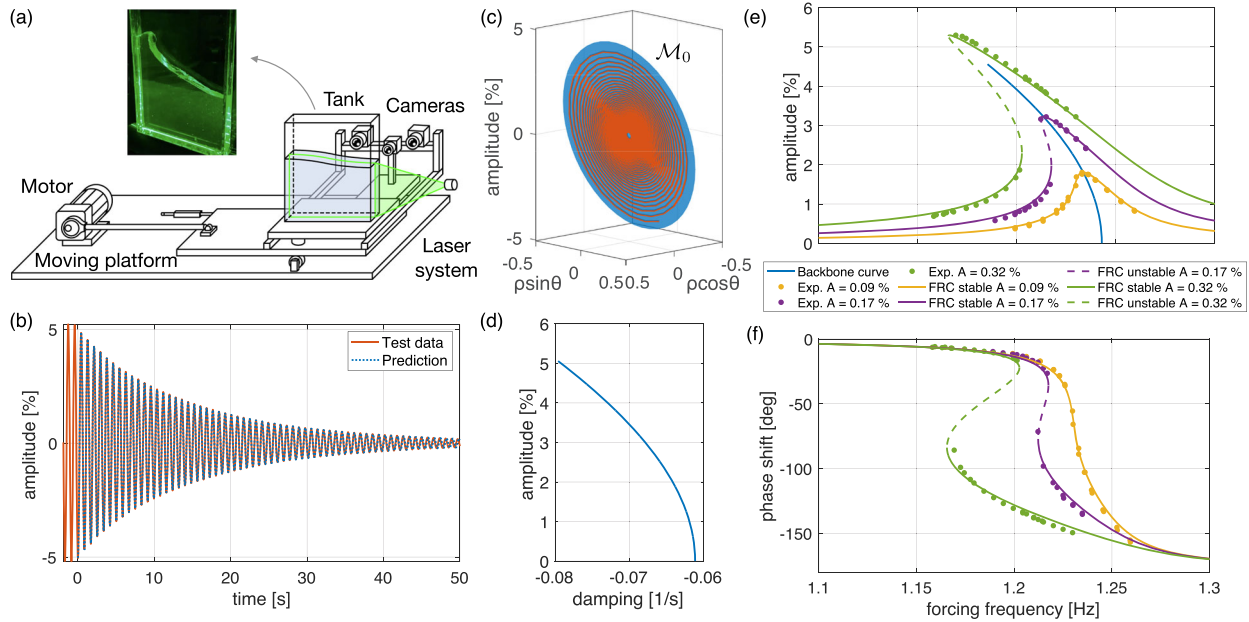 (a)
Tank
Cameras
Motor
Moving platform
Laser
system
(b)
amplitude [%]
5
0
-5
Test data
Prediction
0
10
20
30
40
50
time [s]
(c)
M₀
amplitude [%]
5
0
-5
-0.5
0
0.50.5
0
-0.5
ρsinθ
ρcosθ
(d)
amplitude [%]
6
5
4
3
2
1
0
-0.08
-0.07
-0.06
damping [1/s]
(e)
amplitude [%]
6
5
4
3
2
1
0
Backbone curve
Exp. A = 0.09 %
Exp. A = 0.17 %
Exp. A = 0.32 %
FRC stable A = 0.09 %
FRC stable A = 0.17 %
FRC unstable A = 0.17 %
FRC stable A = 0.32 %
FRC unstable A = 0.32 %
(f)
phase shift [deg]
0
-50
-100
-150
1.1
1.15
1.2
1.25
1.3
forcing frequency [Hz]